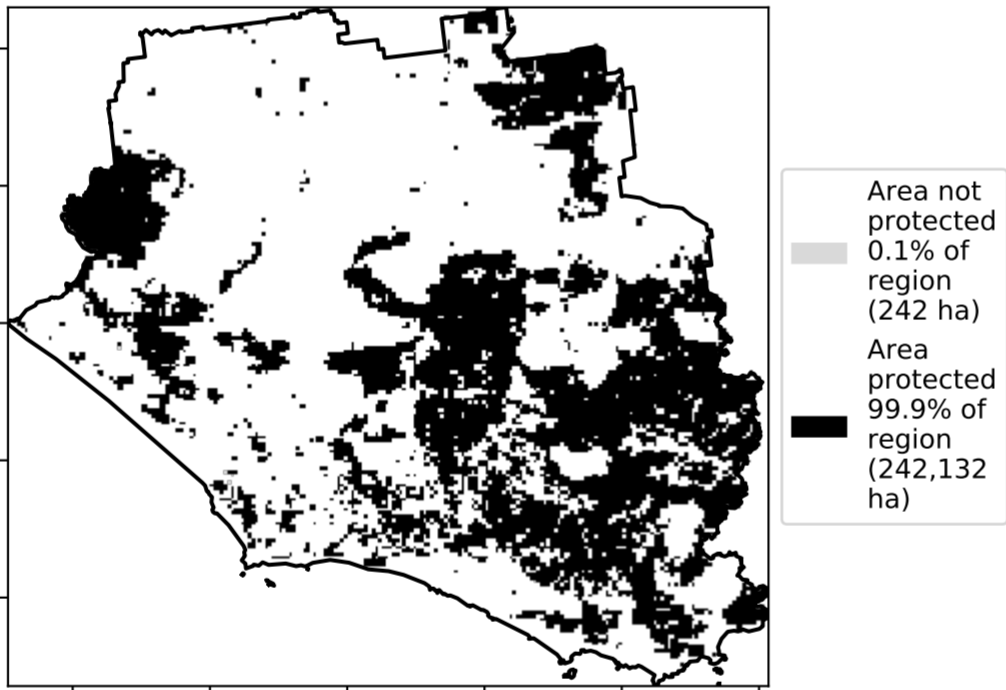 Area not
protected
0.1% of
region
(242 ha)
Area
protected
99.9% of
region
(242,132
ha)